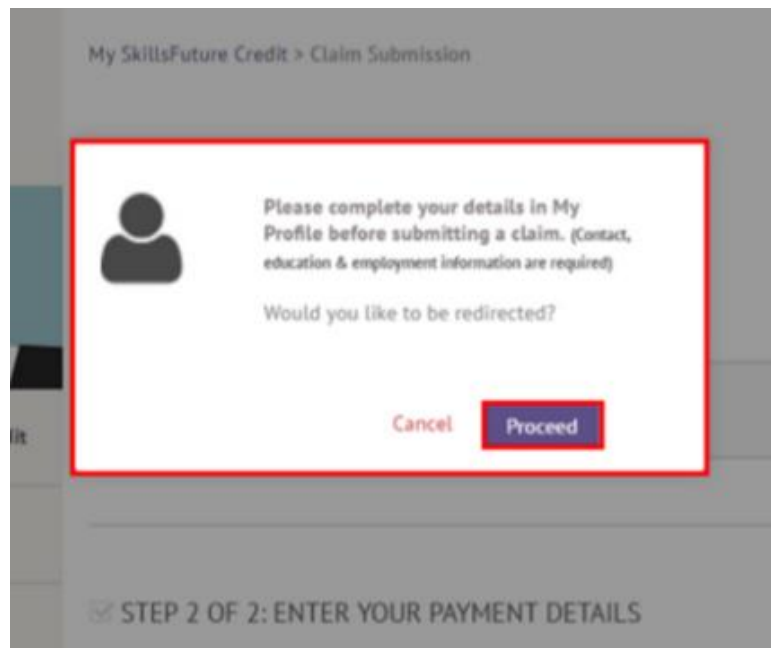 My SkillsFuture Credit > Claim Submission
Please complete your details in My
Profile before submitting a claim. (Contact,
education & employment information are required)
Would you like to be redirected?
Cancel Proceed
it
STEP 2 OF 2: ENTER YOUR PAYMENT DETAILS